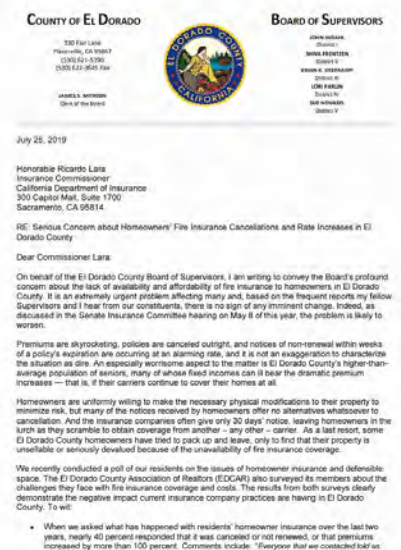 COUNTY OF EL DORADO
330 Fair Lane
Placerville, CA 95667
(530) 621-5390
(530) 622-3645 Fax
JAMES S. MITRISIN
Clerk of the Board
EL DORADO COUNTY
CALIFORNIA
BOARD OF SUPERVISORS
JOHN HIDAHL
District I
SHIVA FRENTZEN
District II
BRIAN K. VEERKAMP
District III
LORI PARLIN
District IV
SUE NOVASEL
District V
July 25, 2019
Honorable Ricardo Lara
Insurance Commissioner
California Department of Insurance
300 Capitol Mall, Suite 1700
Sacramento, CA 95814
RE: Serious Concern about Homeowners' Fire Insurance Cancellations and Rate Increases in El
Dorado County
Dear Commissioner Lara:
On behalf of the El Dorado County Board of Supervisors, I am writing to convey the Board's profound
concern about the lack of availability and affordability of fire insurance to homeowners in El Dorado
County. It is an extremely urgent problem affecting many and, based on the frequent reports my fellow
Supervisors and I hear from our constituents, there is no sign of any imminent change. Indeed, as
discussed in the Senate Insurance Committee hearing on May 8 of this year, the problem is likely to
worsen.
Premiums are skyrocketing, policies are canceled outright, and notices of non-renewal within weeks
of a policy's expiration are occurring at an alarming rate, and it is not an exaggeration to characterize
the situation as dire. An especially worrisome aspect to the matter is El Dorado County's higher-than-
average population of seniors, many of whose fixed incomes can ill bear the dramatic premium
increases — that is, if their carriers continue to cover their homes at all.
Homeowners are uniformly willing to make the necessary physical modifications to their property to
minimize risk, but many of the notices received by homeowners offer no alternatives whatsoever to
cancellation. And the insurance companies often give only 30 days' notice, leaving homeowners in the
lurch as they scramble to obtain coverage from another – any other – carrier. As a last resort, some
El Dorado County homeowners have tried to pack up and leave, only to find that their property is
unsellable or seriously devalued because of the unavailability of fire insurance coverage.
We recently conducted a poll of our residents on the issues of homeowner insurance and defensible
space. The El Dorado County Association of Realtors (EDCAR) also surveyed its members about the
challenges they face with fire insurance coverage and costs. The results from both surveys clearly
demonstrate the negative impact current insurance company practices are having in El Dorado
County. To wit:
• When we asked what has happened with residents' homeowner insurance over the last two
years, nearly 40 percent responded that it was canceled or not renewed, or that premiums
increased by more than 100 percent. Comments include: "Everyone that we contacted told us